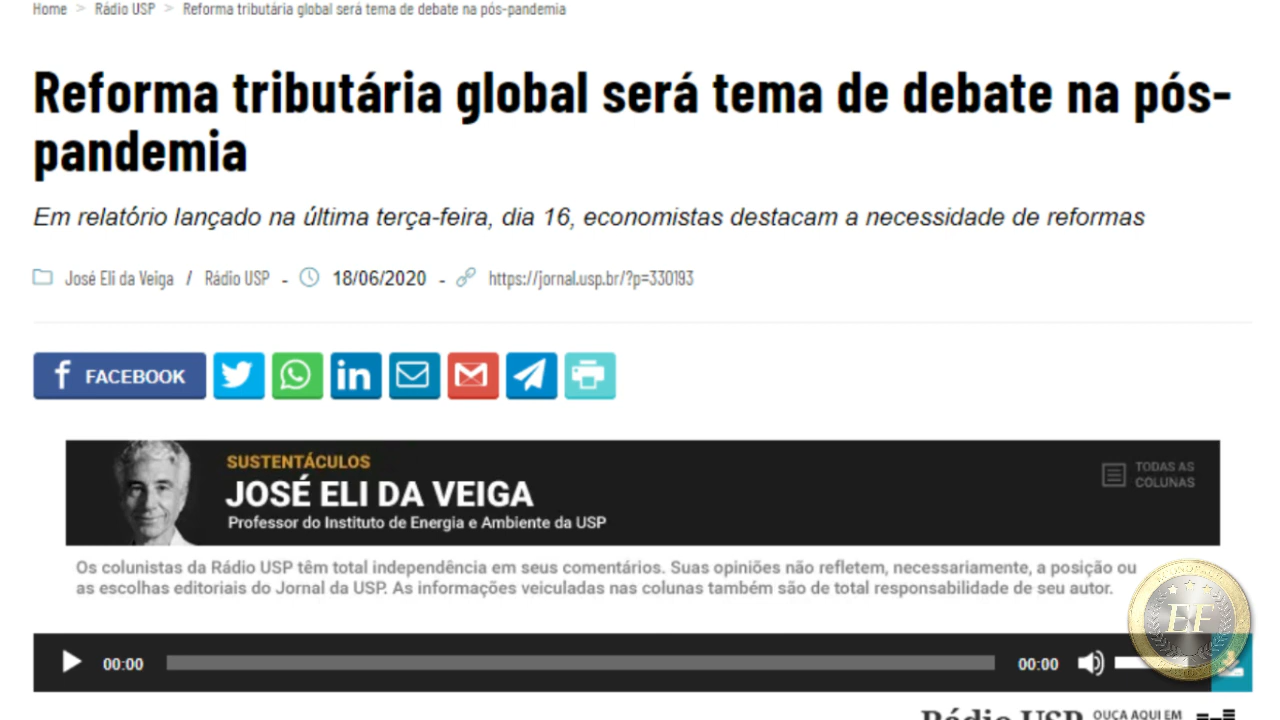 Home > Rádio USP > Reforma tributária global será tema de debate na pós-pandemia
Reforma tributária global será tema de debate na pós-
pandemia
Em relatório lançado na última terça-feira, dia 16, economistas destacam a necessidade de reformas
José Eli da Veiga / Rádio USP - 18/06/2020 - https://jornal.usp.br/?p=330193
FACEBOOK
SUSTENTÁCULOS
JOSÉ ELI DA VEIGA
Professor do Instituto de Energia e Ambiente da USP
TODAS AS
COLUNAS
Os colunistas da Rádio USP têm total independência em seus comentários. Suas opiniões não refletem, necessariamente, a posição ou
as escolhas editoriais do Jornal da USP. As informações veiculadas nas colunas também são de total responsabilidade de seu autor.
EF
00:00 00:00
Rádio USP OUÇA AQUI EM